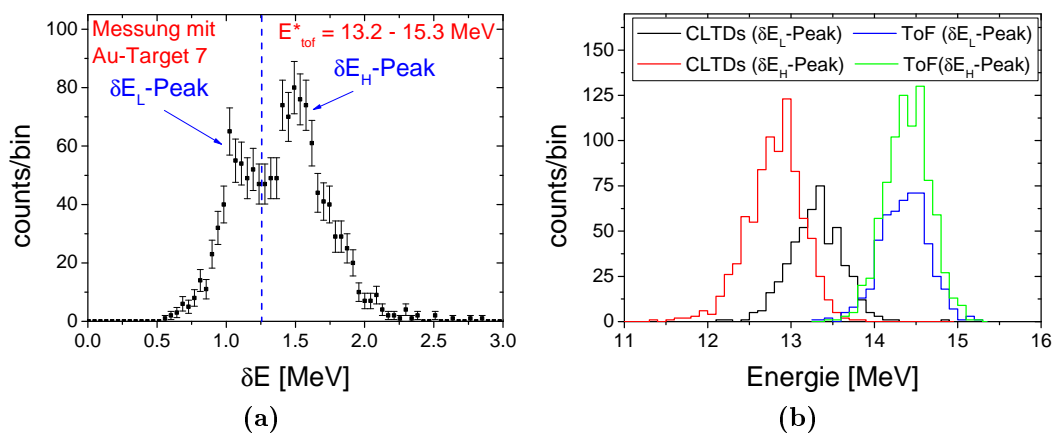 Messung mit
Au-Target 7
E*tof = 13.2 - 15.3 MeV
δEL-Peak
δEH-Peak
counts/bin
100
80
60
40
20
0
0.0 0.5 1.0 1.5 2.0 2.5 3.0
δE [MeV]
(a)
CLTDs (δEL-Peak) ToF (δEL-Peak)
CLTDs (δEH-Peak) ToF(δEH-Peak)
counts/bin
150
125
100
75
50
25
0
11 12 13 14 15 16
Energie [MeV]
(b)